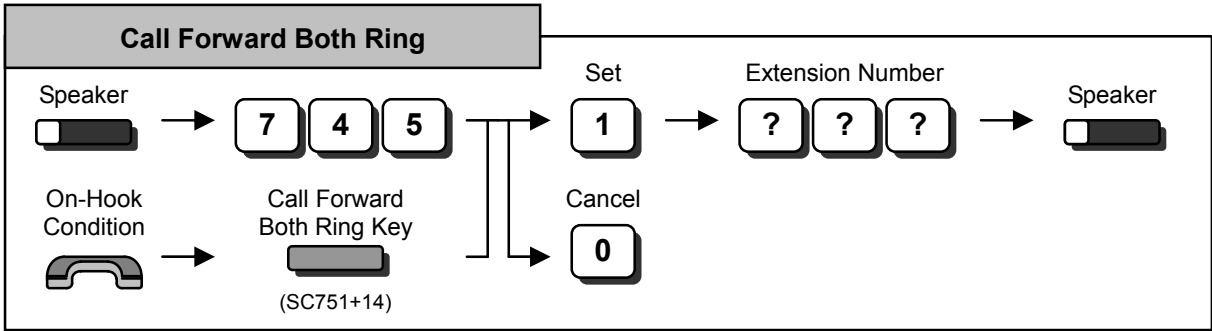 Call Forward Both Ring
Speaker
7 4 5
Set
1
Extension Number
? ? ?
Speaker
On-Hook
Condition
Call Forward
Both Ring Key
(SC751+14)
Cancel
0